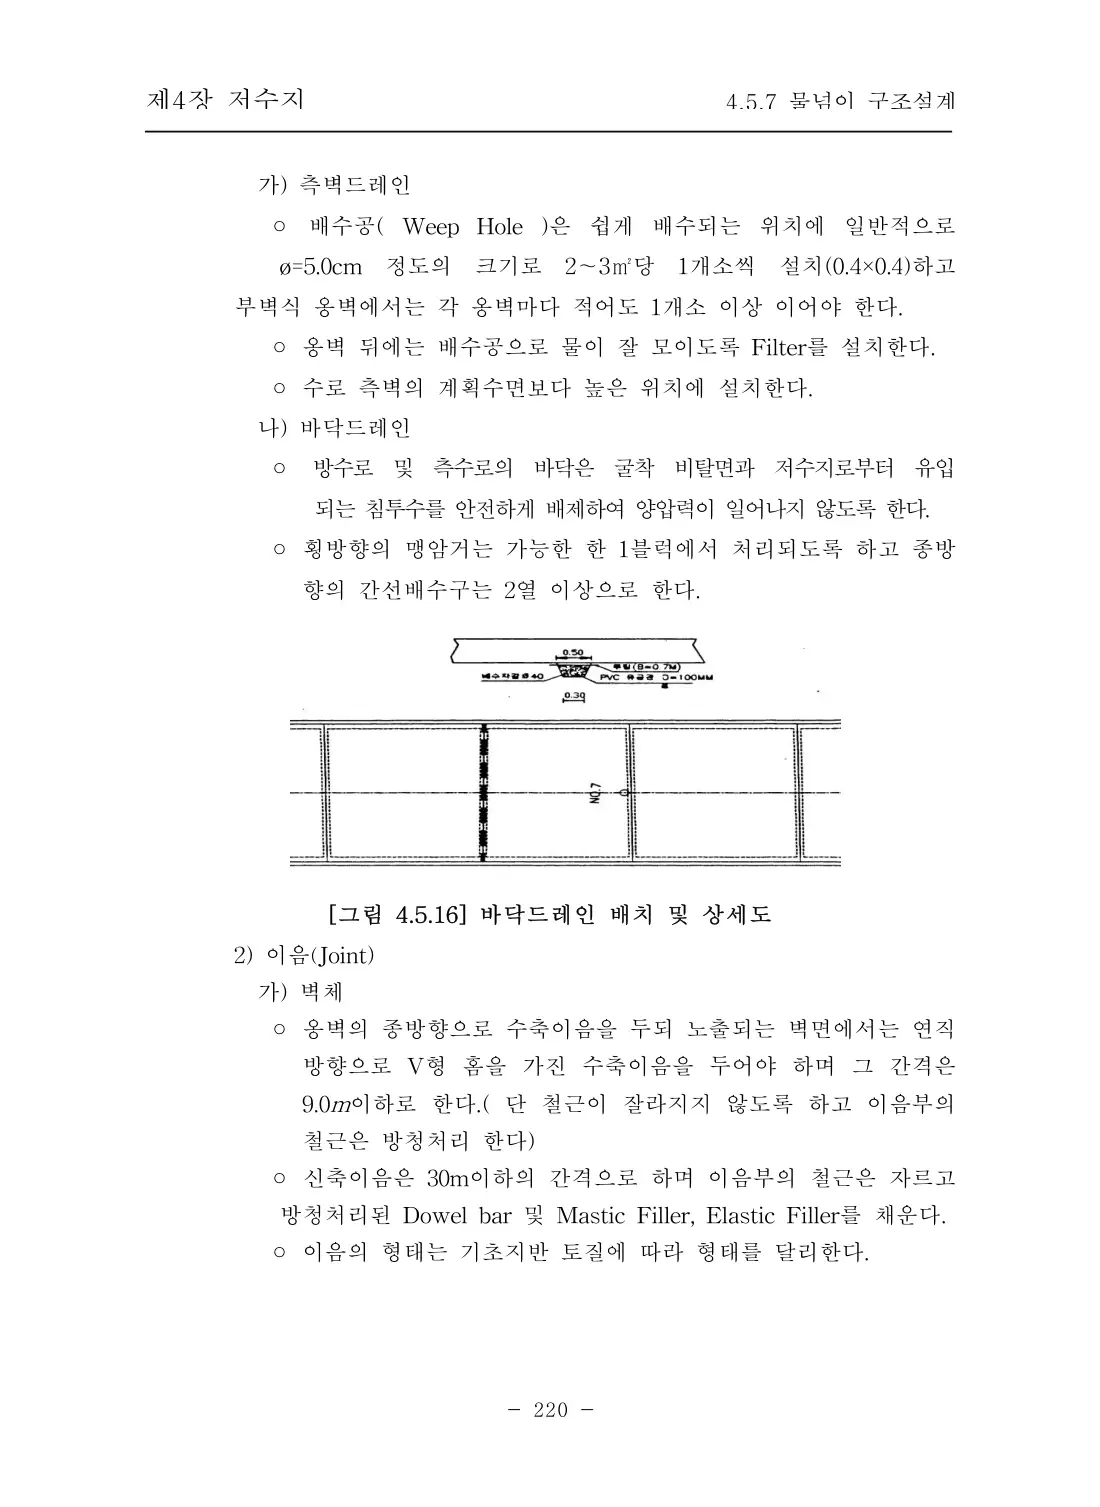 제4장 저수지
4.5.7 물넘이 구조설계
가) 측벽드레인
○ 배수공( Weep Hole )은 쉽게 배수되는 위치에 일반적으로
ø=5.0cm 정도의 크기로 2~3㎡당 1개소씩 설치(0.4×0.4)하고
부벽식 옹벽에서는 각 옹벽마다 적어도 1개소 이상 이어야 한다.
○ 옹벽 뒤에는 배수공으로 물이 잘 모이도록 Filter를 설치한다.
○ 수로 측벽의 계획수면보다 높은 위치에 설치한다.
나) 바닥드레인
○ 방수로 및 측수로의 바닥은 굴착 비탈면과 저수지로부터 유입
되는 침투수를 안전하게 배제하여 양압력이 일어나지 않도록 한다.
○ 횡방향의 맹암거는 가능한 한 1블럭에서 처리되도록 하고 종방
향의 간선배수구는 2열 이상으로 한다.
0.50
(B=0.7M)
배수자갈 Ø40
PVC 유공관 D=100MM
0.30
NO.7
[그림 4.5.16] 바닥드레인 배치 및 상세도
2) 이음(Joint)
가) 벽체
○ 옹벽의 종방향으로 수축이음을 두되 노출되는 벽면에서는 연직
방향으로 V형 홈을 가진 수축이음을 두어야 하며 그 간격은
9.0m이하로 한다.( 단 철근이 잘라지지 않도록 하고 이음부의
철근은 방청처리 한다)
○ 신축이음은 30m이하의 간격으로 하며 이음부의 철근은 자르고
방청처리된 Dowel bar 및 Mastic Filler, Elastic Filler를 채운다.
○ 이음의 형태는 기초지반 토질에 따라 형태를 달리한다.
- 220 -